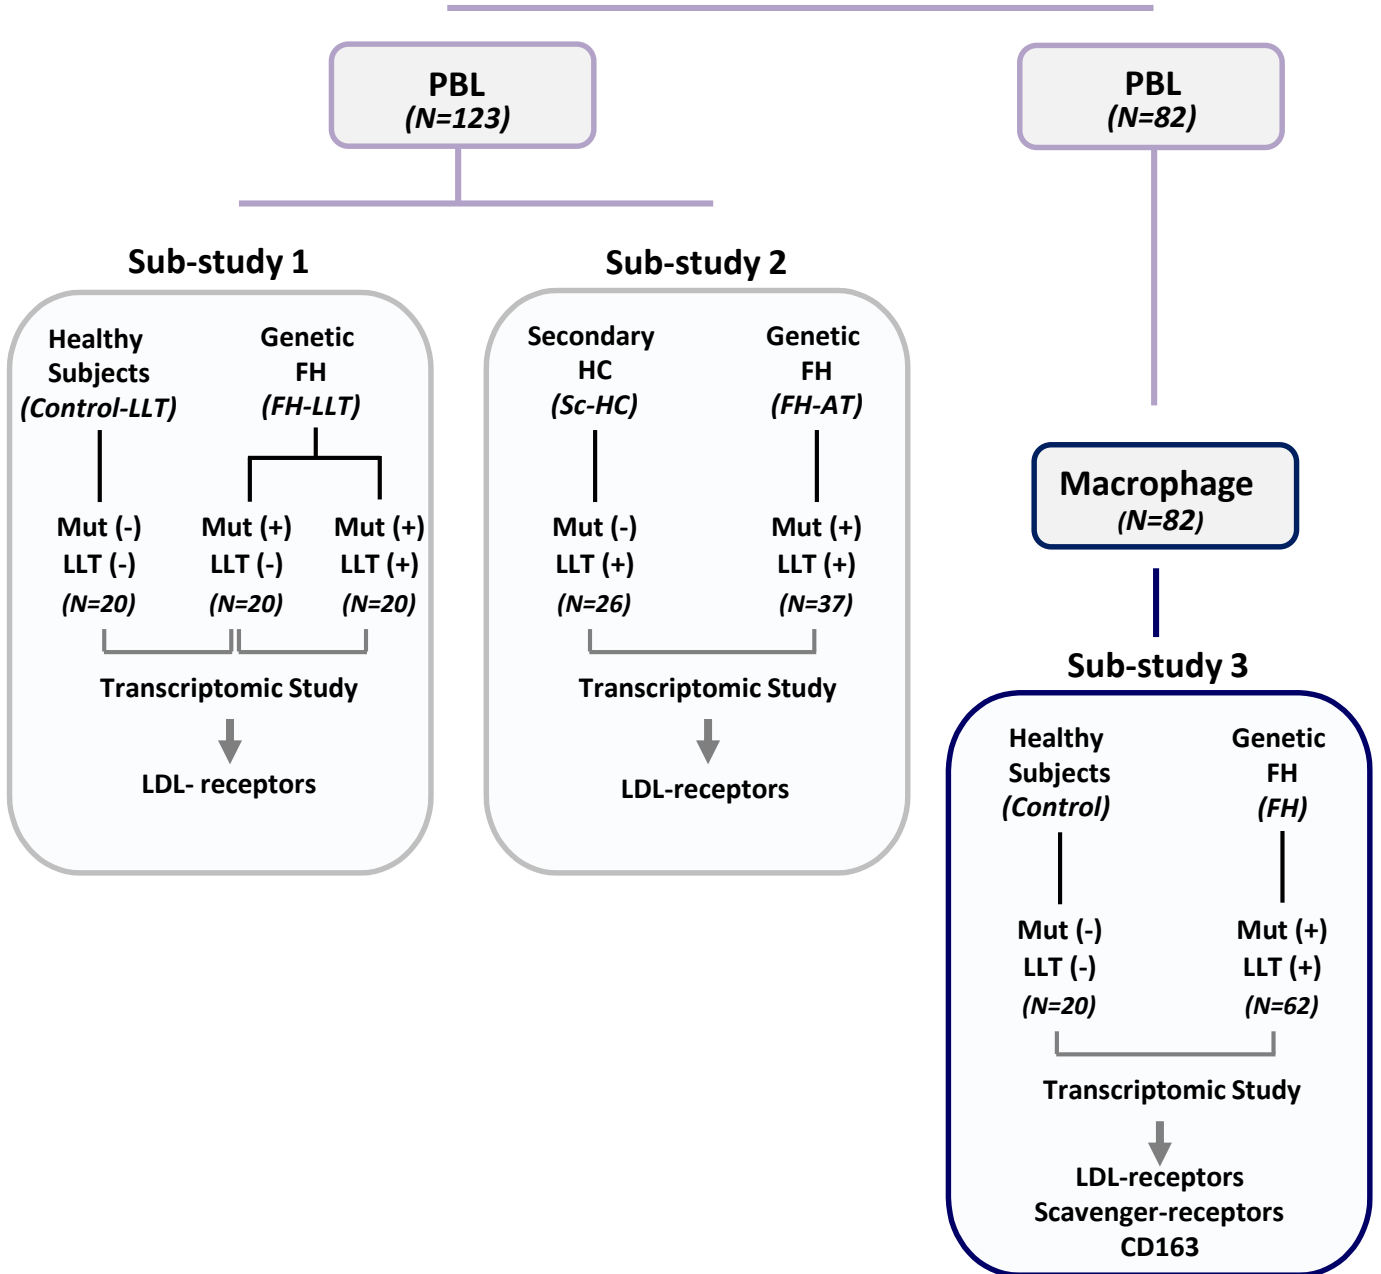 PBL
(N=123)
PBL
(N=82)
Sub-study 1
Healthy
Subjects
(Control-LLT)
Genetic
FH
(FH-LLT)
Mut (-)
LLT (-)
(N=20)
Mut (+)
LLT (-)
(N=20)
Mut (+)
LLT (+)
(N=20)
Transcriptomic Study
LDL- receptors
Sub-study 2
Secondary
HC
(Sc-HC)
Genetic
FH
(FH-AT)
Mut (-)
LLT (+)
(N=26)
Mut (+)
LLT (+)
(N=37)
Transcriptomic Study
LDL-receptors
Macrophage
(N=82)
Sub-study 3
Healthy
Subjects
(Control)
Genetic
FH
(FH)
Mut (-)
LLT (-)
(N=20)
Mut (+)
LLT (+)
(N=62)
Transcriptomic Study
LDL-receptors
Scavenger-receptors
CD163